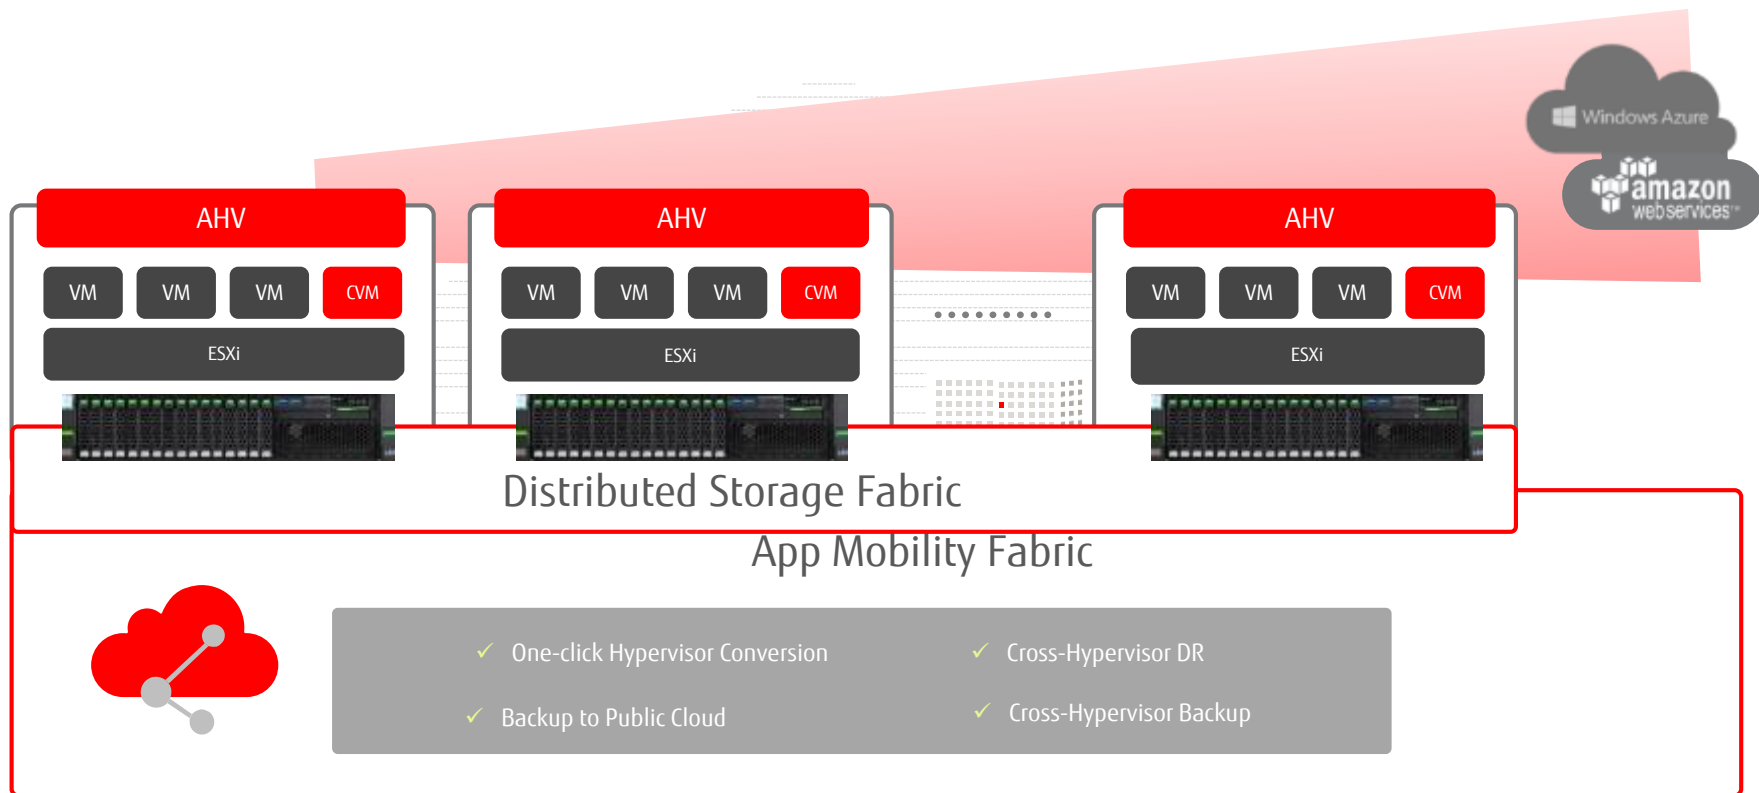 Windows Azure
amazon
webservices™
AHV
AHV
AHV
VM VM VM CVM
VM VM VM CVM
VM VM VM CVM
ESXi
ESXi
ESXi
Distributed Storage Fabric
App Mobility Fabric
✓ One-click Hypervisor Conversion
✓ Cross-Hypervisor DR
✓ Backup to Public Cloud
✓ Cross-Hypervisor Backup